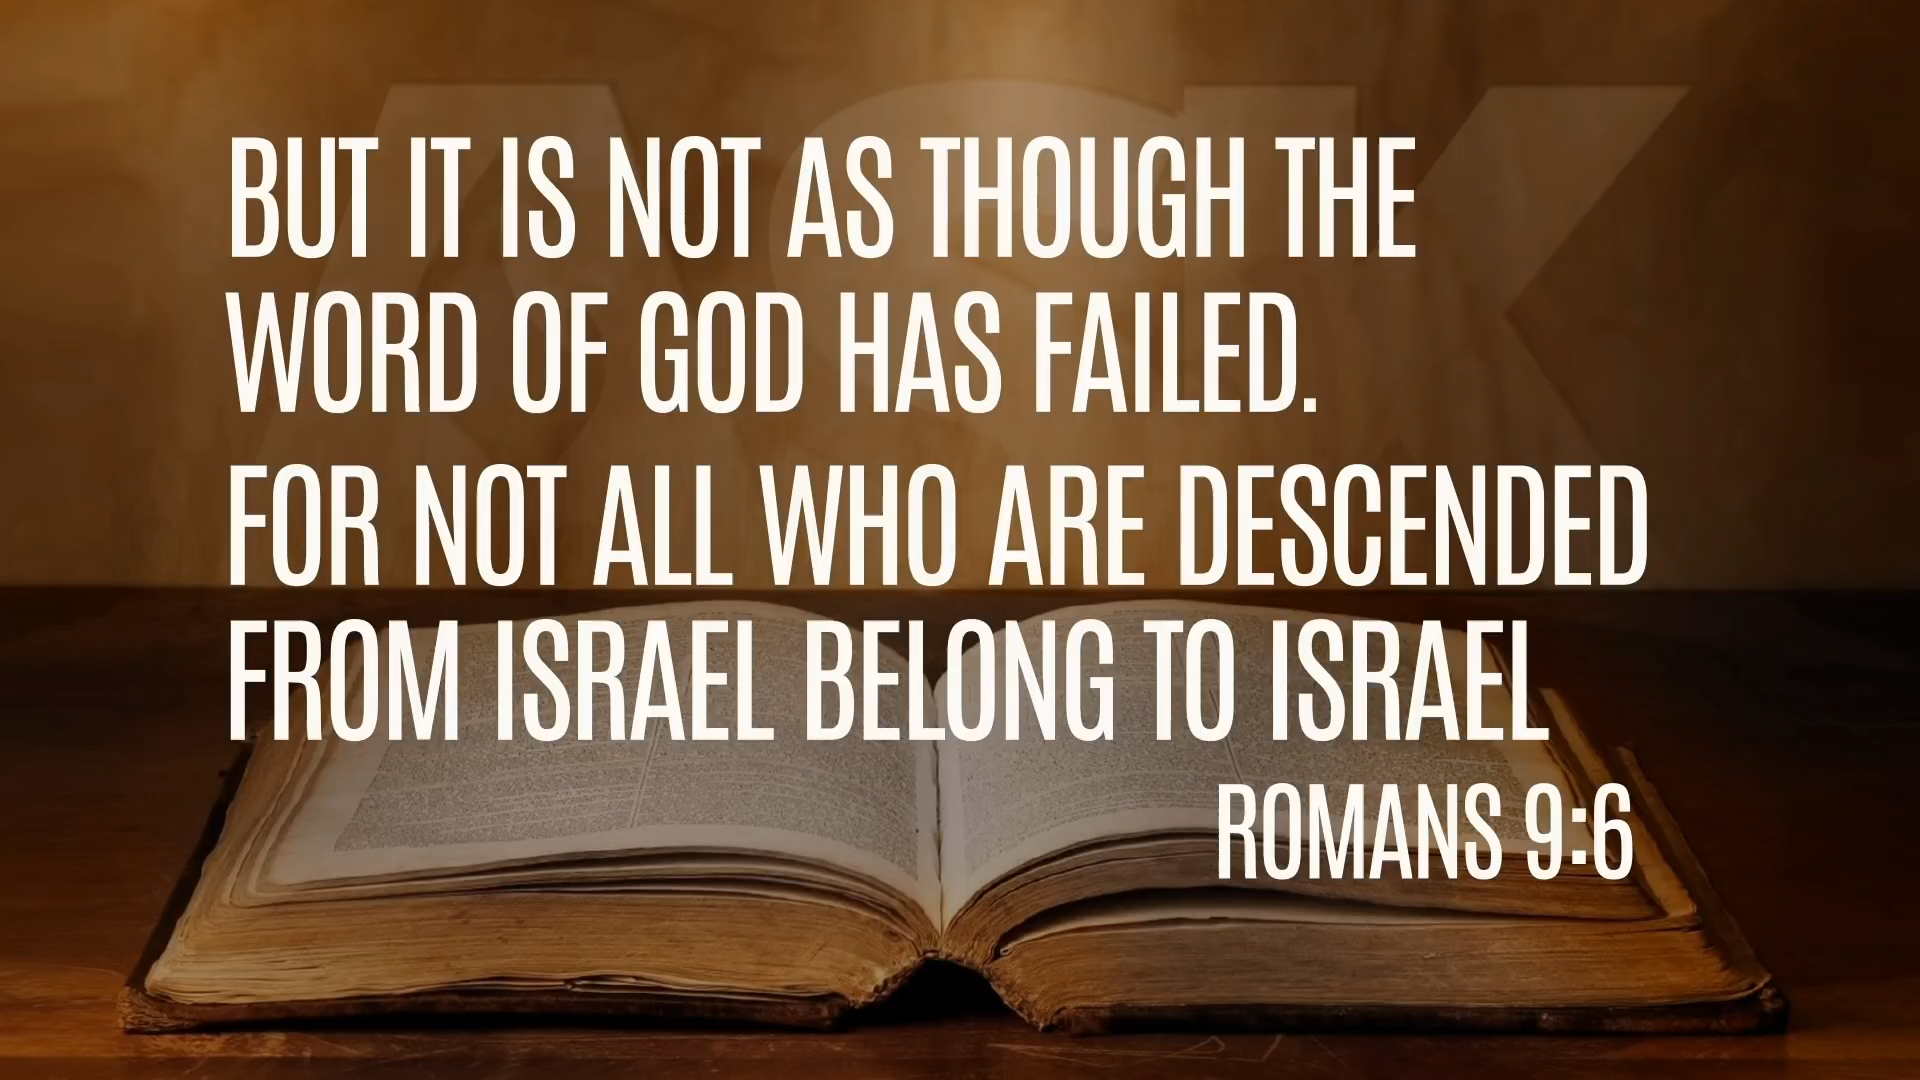 ASK
BUT IT IS NOT AS THOUGH THE
WORD OF GOD HAS FAILED.
FOR NOT ALL WHO ARE DESCENDED
FROM ISRAEL BELONG TO ISRAEL
ROMANS 9:6